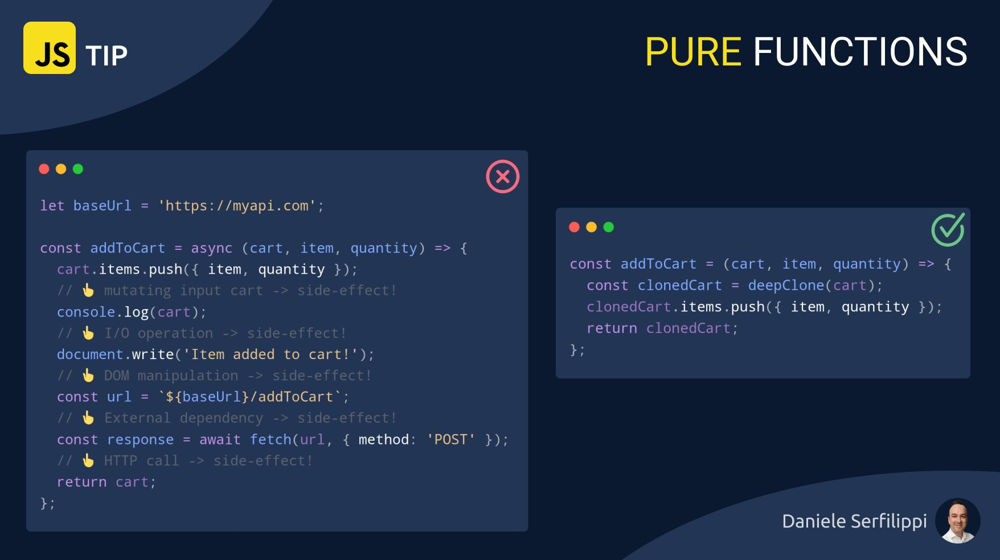 JS TIP
PURE FUNCTIONS
let baseUrl = 'https://myapi.com';
const addToCart = async (cart, item, quantity) => {
  cart.items.push({ item, quantity });
  // 👆 mutating input cart -> side-effect!
  console.log(cart);
  // 👆 I/O operation -> side-effect!
  document.write('Item added to cart!');
  // 👆 DOM manipulation -> side-effect!
  const url = `${baseUrl}/addToCart`;
  // 👆 External dependency -> side-effect!
  const response = await fetch(url, { method: 'POST' });
  // 👆 HTTP call -> side-effect!
  return cart;
};
const addToCart = (cart, item, quantity) => {
  const clonedCart = deepClone(cart);
  clonedCart.items.push({ item, quantity });
  return clonedCart;
};
Daniele Serfilippi